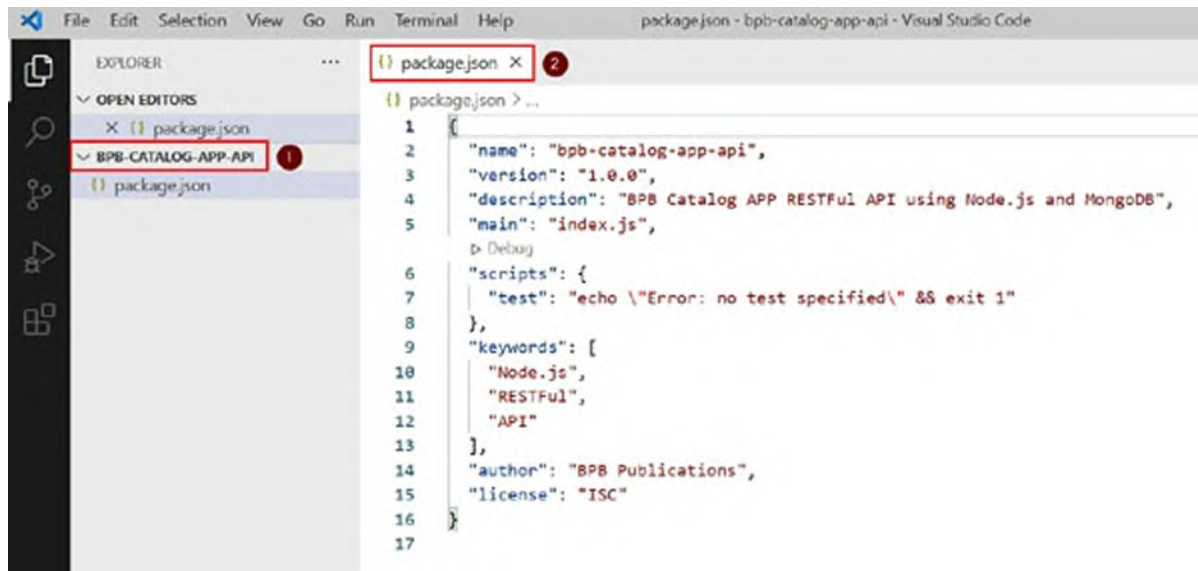 File Edit Selection View Go Run Terminal Help package.json - bpb-catalog-app-api - Visual Studio Code
EXPLORER ...
OPEN EDITORS
{} package.json
BPB-CATALOG-APP-API 1
{} package.json
{} package.json × 2
{} package.json > ...
1 {
2 "name": "bpb-catalog-app-api",
3 "version": "1.0.0",
4 "description": "BPB Catalog APP RESTFul API using Node.js and MongoDB",
5 "main": "index.js",
Debug
6 "scripts": {
7 "test": "echo \"Error: no test specified\" && exit 1"
8 },
9 "keywords": [
10 "Node.js",
11 "RESTFul",
12 "API"
13 ],
14 "author": "BPB Publications",
15 "license": "ISC"
16 }
17